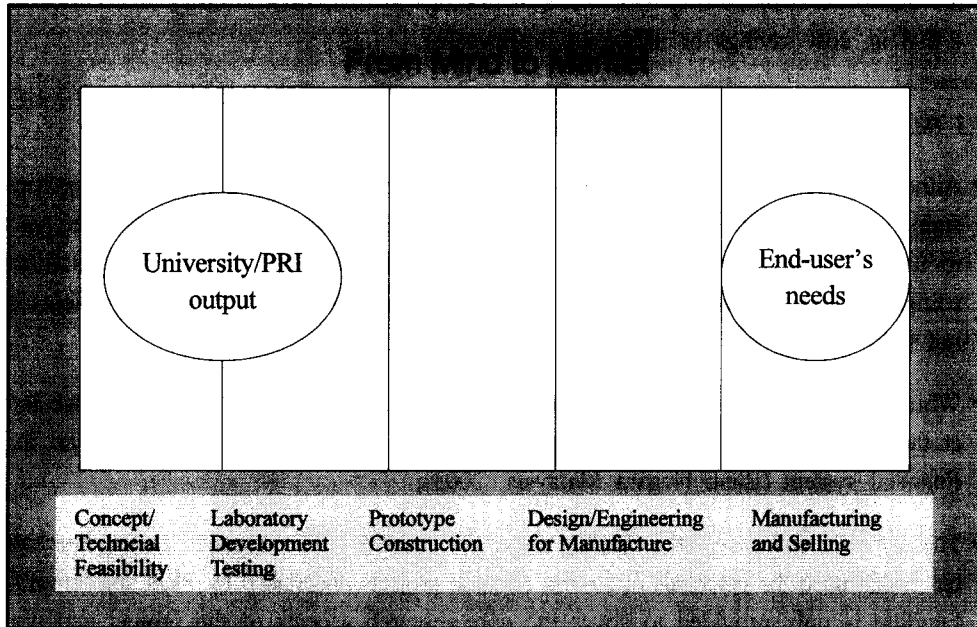 From Mind to Market
University/PRI
output
End-user's
needs
Concept/
Techncial
Feasibility
Laboratory
Development
Testing
Prototype
Construction
Design/Engineering
for Manufacture
Manufacturing
and Selling